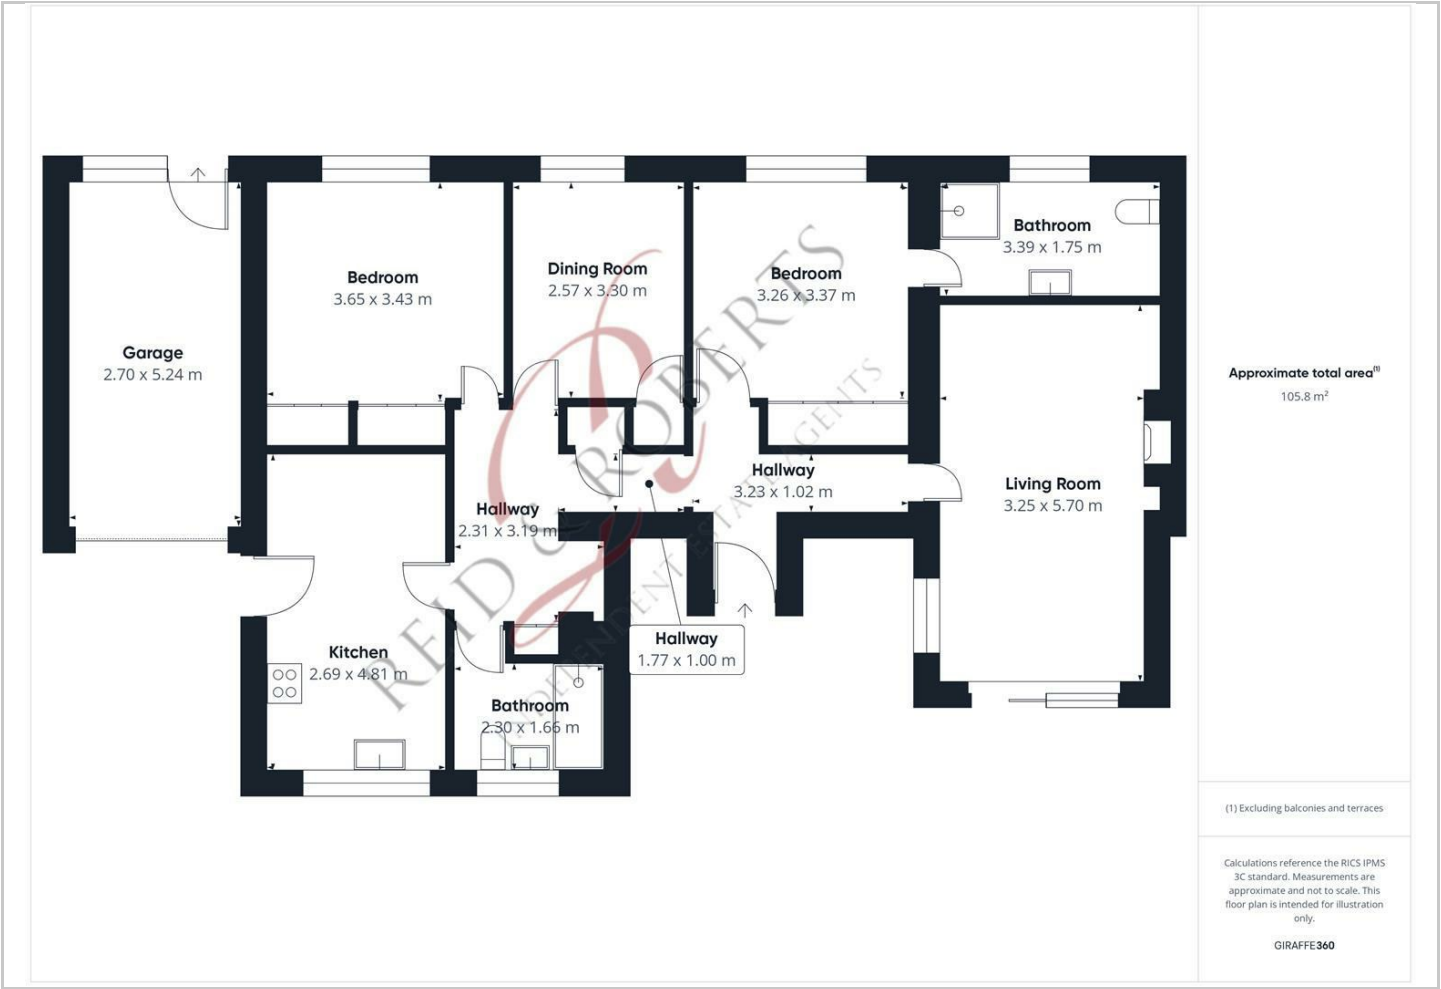 Garage
2.70 x 5.24 m
Bedroom
3.65 x 3.43 m
Dining Room
2.57 x 3.30 m
Bedroom
3.26 x 3.37 m
Bathroom
3.39 x 1.75 m
Approximate total area(1)
105.8 m²
Hallway
3.23 x 1.02 m
Living Room
3.25 x 5.70 m
Hallway
2.31 x 3.19 m
Hallway
1.77 x 1.00 m
Kitchen
2.69 x 4.81 m
Bathroom
2.30 x 1.66 m
REID & ROBERTS
INDEPENDENT ESTATE AGENTS
(1) Excluding balconies and terraces
Calculations reference the RICS IPMS
3C standard. Measurements are
approximate and not to scale. This
floor plan is intended for illustration
only.
GIRAFFE360